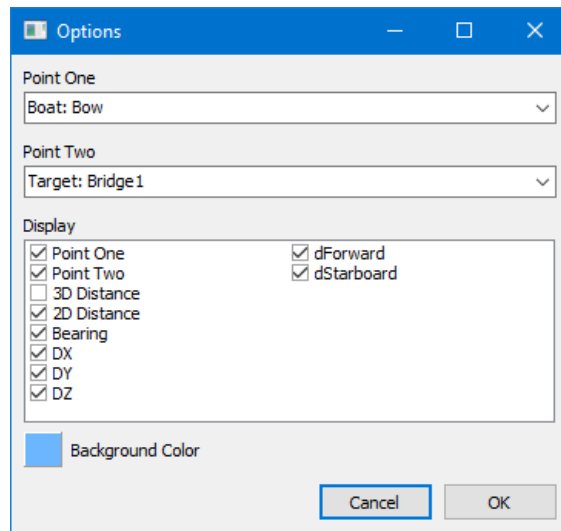 Options
Point One
Boat: Bow
Point Two
Target: Bridge1
Display
Point One
Point Two
3D Distance
2D Distance
Bearing
DX
DY
DZ
dForward
dStarboard
Background Color
Cancel
OK